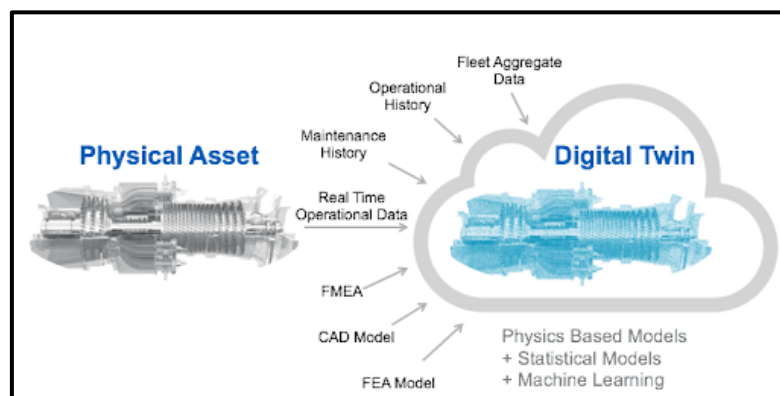 Fleet Aggregate
Data
Operational
History
Maintenance
History
Physical Asset
Digital Twin
Real Time
Operational Data
FMEA
CAD Model
FEA Model
Physics Based Models
+ Statistical Models
+ Machine Learning